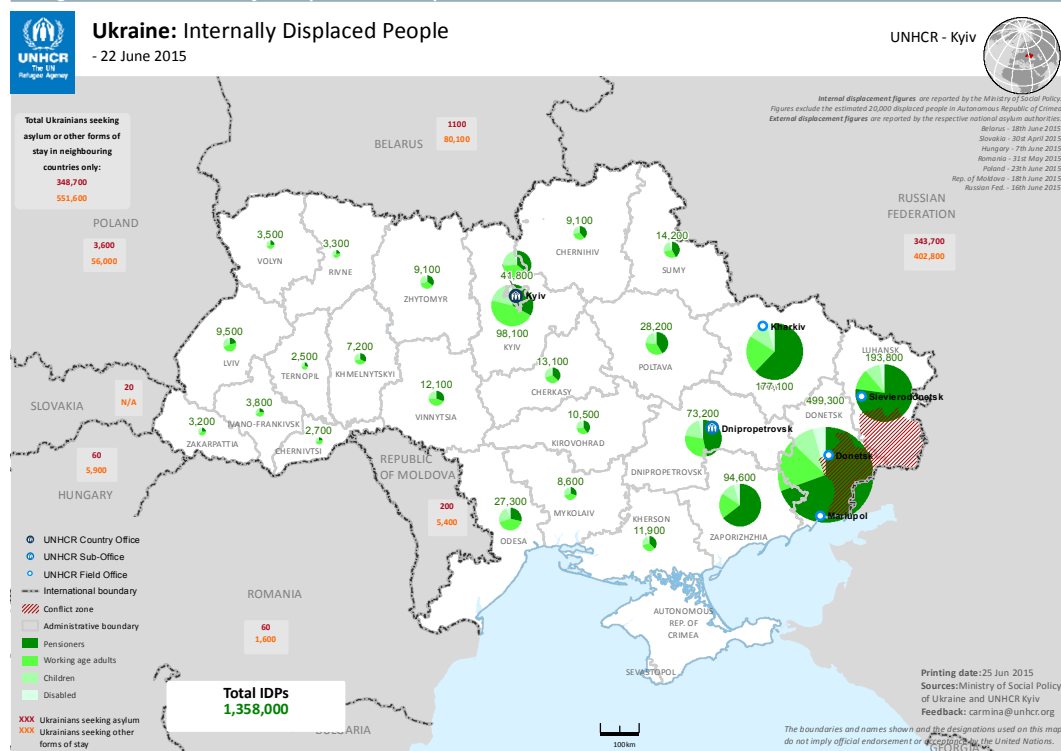 UNHCR
The UN
Refugee Agency
Ukraine: Internally Displaced People
- 22 June 2015
UNHCR - Kyiv
Internal displacement figures are reported by the Ministry of Social Policy.
Figures exclude the estimated 20,000 displaced people in Autonomous Republic of Crimea
External displacement figures are reported by the respective national asylum authorities.
Belarus - 18th June 2015
Slovakia - 30st April 2015
Hungary - 7th June 2015
Romania - 31st May 2015
Poland - 23th June 2015
Rep. of Moldova - 18th June 2015
Russian Fed. - 16th June 2015
Total Ukrainians seeking
asylum or other forms of
stay in neighbouring
countries only:
348,700
551,600
BELARUS
1100
80,100
POLAND
3,600
56,000
RUSSIAN
FEDERATION
343,700
402,800
3,500
VOLYN
3,300
RIVNE
9,100
ZHYTOMYR
9,100
CHERNIHIV
14,200
SUMY
41,800
Kyiv
98,100
KYIV
9,500
LVIV
2,500
TERNOPIL
7,200
KHMELNYTSKYI
12,100
VINNYTSIA
13,100
CHERKASY
28,200
POLTAVA
Kharkiv
177,100
LUHANSK
193,800
Sievierodonetsk
499,300
DONETSK
Donetsk
Mariupol
SLOVAKIA
20
N/A
3,200
ZAKARPATTIA
3,800
IVANO-FRANKIVSK
2,700
CHERNIVTSI
10,500
KIROVOHRAD
73,200
Dnipropetrovsk
DNIPROPETROVSK
60
5,900
HUNGARY
REPUBLIC
OF MOLDOVA
200
5,400
27,300
ODESA
8,600
MYKOLAIV
KHERSON
11,900
94,600
ZAPORIZHZHIA
ROMANIA
60
1,600
AUTONOMOUS
REP. OF
CRIMEA
SEVASTOPOL
UNHCR Country Office
UNHCR Sub-Office
UNHCR Field Office
International boundary
Conflict zone
Administrative boundary
Pensioners
Working age adults
Children
Disabled
XXX Ukrainians seeking asylum
XXX Ukrainians seeking other
forms of stay
Total IDPs
1,358,000
100km
Printing date:25 Jun 2015
Sources:Ministry of Social Policy
of Ukraine and UNHCR Kyiv
Feedback: carmina@unhcr.org
The boundaries and names shown and the designations used on this map
do not imply official endorsement or acceptance by the United Nations.
GEORGIA